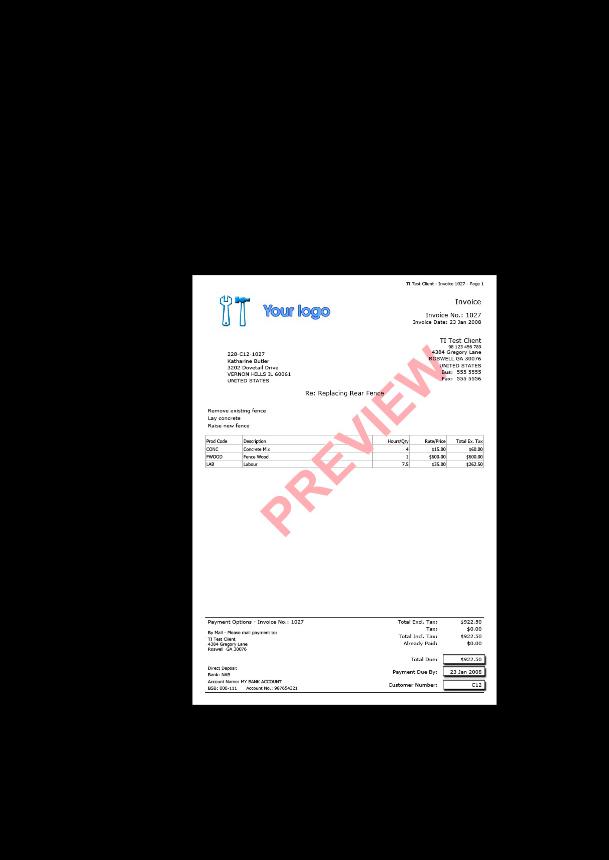 TI Test Client - Invoice 1027 - Page 1
Your logo
Invoice
Invoice No.: 1027
Invoice Date: 23 Jan 2008
TI Test Client
98 123 456 789
4384 Gregory Lane
ROSWELL GA 30076
UNITED STATES
Bus: 555 5555
Fax: 555 5556
228-C12-1027
Katharine Butler
3202 Dovetail Drive
VERNON HILLS IL 60061
UNITED STATES
Re: Replacing Rear Fence
Remove existing fence
Lay concrete
Raise new fence
Prod Code Description Hours/Qty Rate/Price Total Ex. Tax
CONC Concrete Mix 4 $15.00 $60.00
FWOOD Fence Wood 1 $600.00 $600.00
LAB Labour 7.5 $35.00 $262.50
PREVIEW
Payment Options - Invoice No.: 1027
By Mail - Please mail payment to:
TI Test Client
4384 Gregory Lane
Roswell GA 30076
Direct Deposit
Bank: NAB
Account Name: MY BANK ACCOUNT
BSB: 000-111 Account No.: 987654321
Total Excl. Tax: $922.50
Tax: $0.00
Total Incl. Tax: $922.50
Already Paid: $0.00
Total Due: $922.50
Payment Due By: 23 Jan 2008
Customer Number: C12